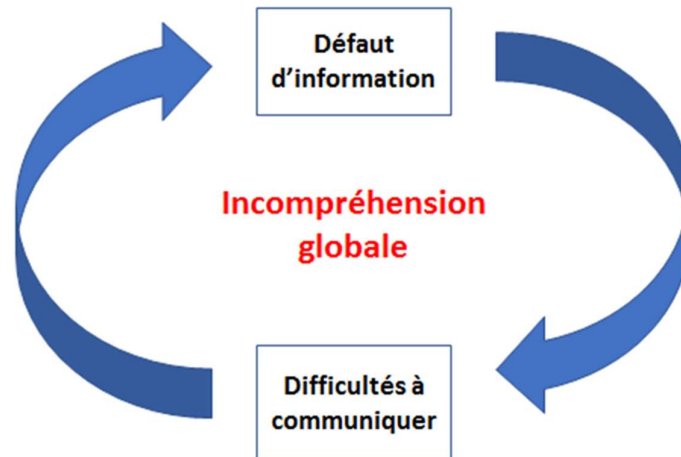 Défaut
d’information
Incompréhension
globale
Difficultés à
communiquer